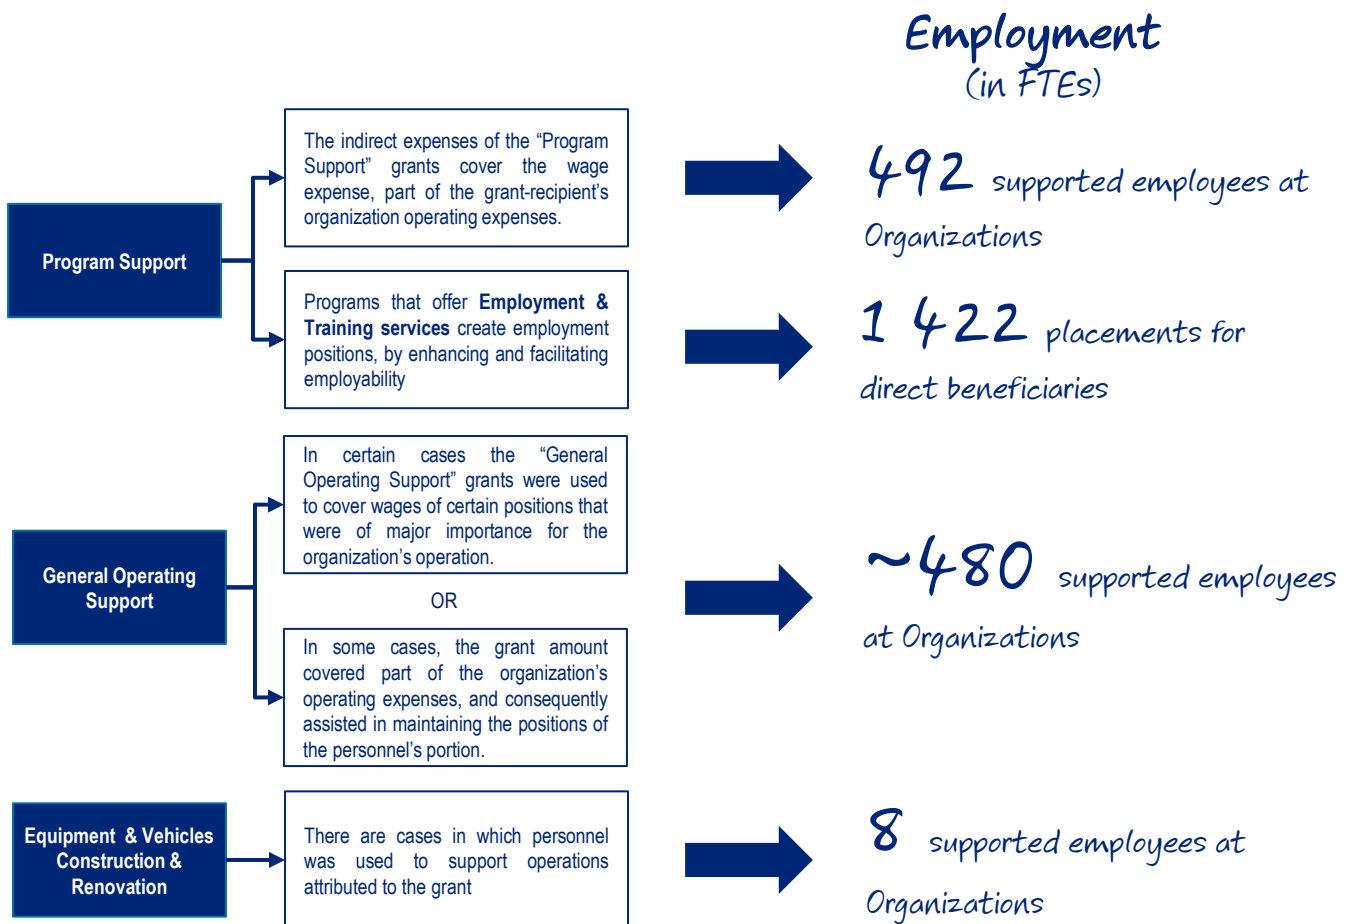 Employment
(in FTEs)
Program Support
The indirect expenses of the “Program
Support” grants cover the wage
expense, part of the grant-recipient’s
organization operating expenses.
492 supported employees at
Organizations
Programs that offer Employment &
Training services create employment
positions, by enhancing and facilitating
employability
1 422 placements for
direct beneficiaries
General Operating
Support
In certain cases the “General
Operating Support” grants were used
to cover wages of certain positions that
were of major importance for the
organization’s operation.
OR
In some cases, the grant amount
covered part of the organization’s
operating expenses, and consequently
assisted in maintaining the positions of
the personnel’s portion.
~480 supported employees
at Organizations
Equipment & Vehicles
Construction &
Renovation
There are cases in which personnel
was used to support operations
attributed to the grant
8 supported employees at
Organizations